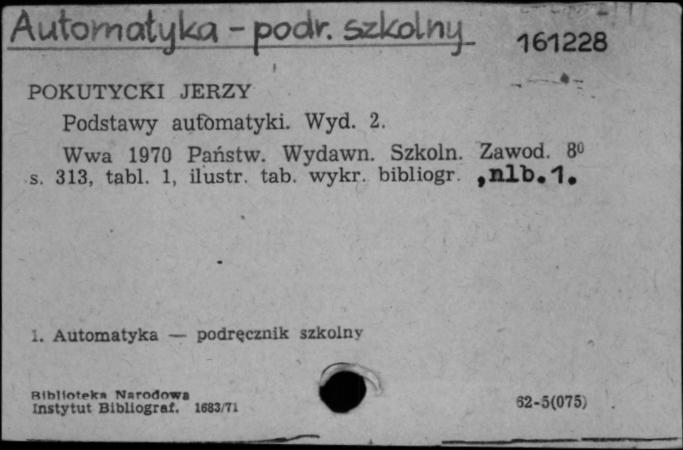 Automatyka - podr. szkolny
161228
POKUTYCKI JERZY
Podstawy automatyki. Wyd. 2.
Wwa 1970 Państw. Wydawn. Szkoln. Zawod. 8⁰
s. 313, tabl. 1, ilustr. tab. wykr. bibliogr. ,nlb.1.
1. Automatyka — podręcznik szkolny
Biblioteka Narodowa
Instytut Bibliograf. 1683/71
62-5(075)